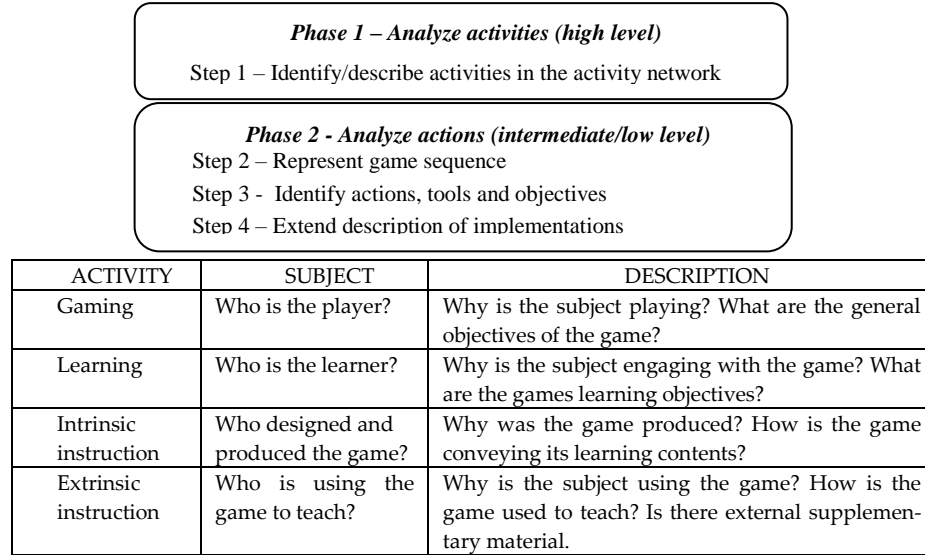 Phase 1 – Analyze activities (high level)
Step 1 – Identify/describe activities in the activity network
Phase 2 - Analyze actions (intermediate/low level)
Step 2 – Represent game sequence
Step 3 - Identify actions, tools and objectives
Step 4 – Extend description of implementations
ACTIVITY SUBJECT DESCRIPTION
Gaming Who is the player? Why is the subject playing? What are the general
objectives of the game?
Learning Who is the learner? Why is the subject engaging with the game? What
are the games learning objectives?
Intrinsic Who designed and Why was the game produced? How is the game
instruction produced the game? conveying its learning contents?
Extrinsic Who is using the Why is the subject using the game? How is the
instruction game to teach? game used to teach? Is there external supplemen-
tary material.